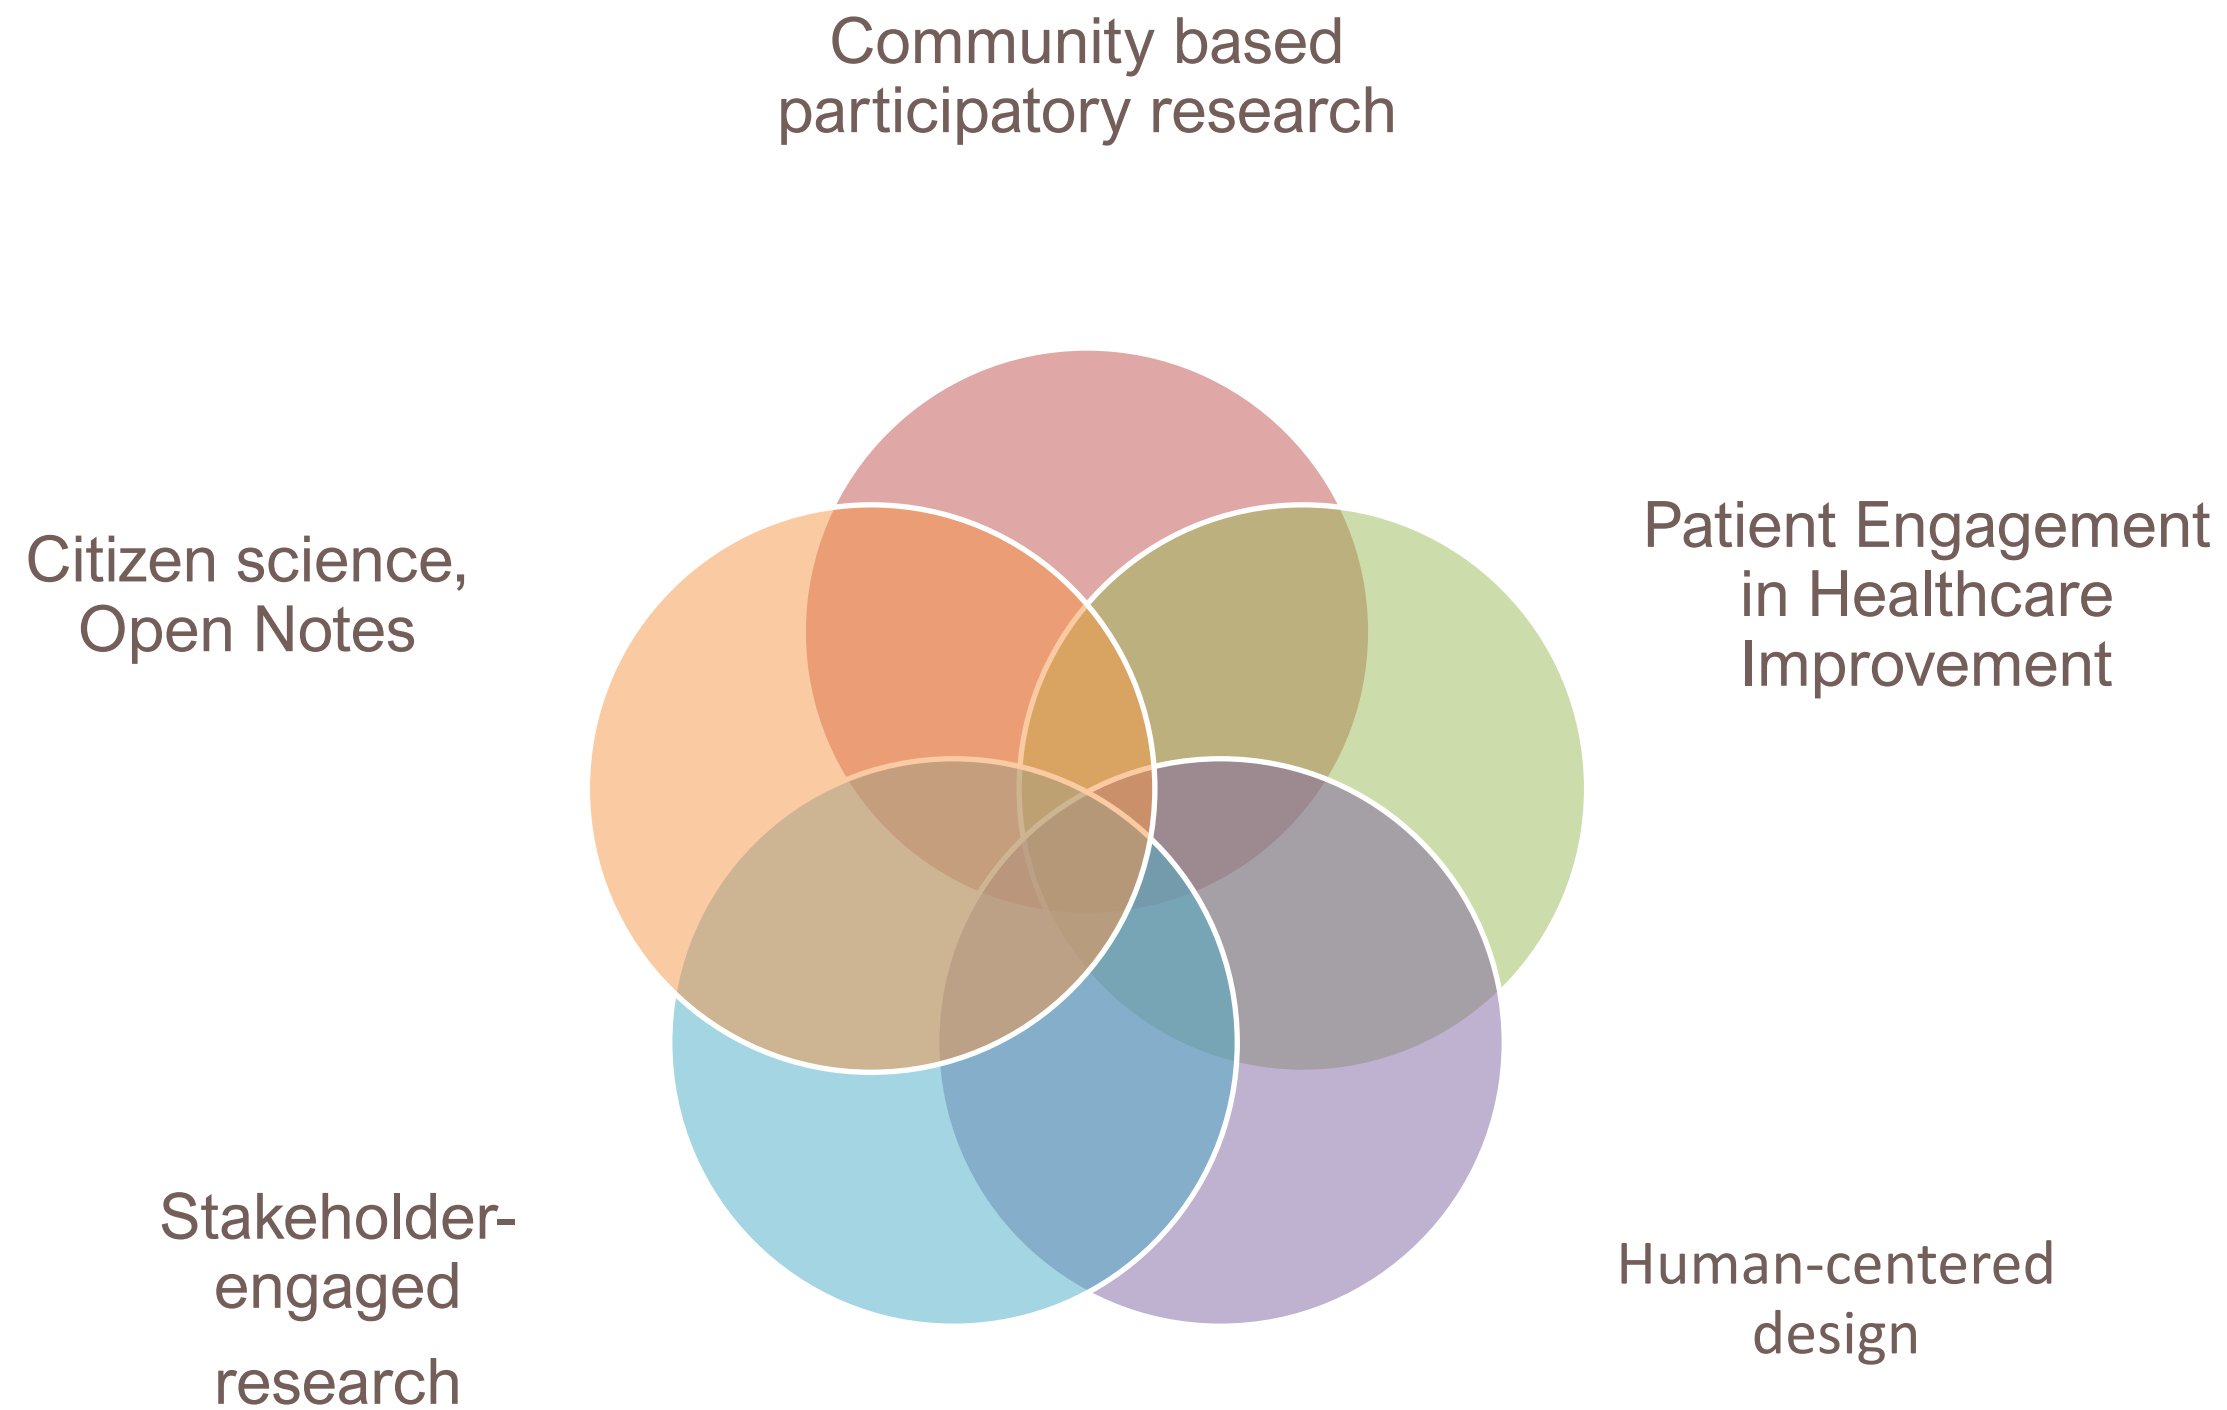 Community based
participatory research
Citizen science,
Open Notes
Patient Engagement
in Healthcare
Improvement
Stakeholder-
engaged
research
Human-centered
design